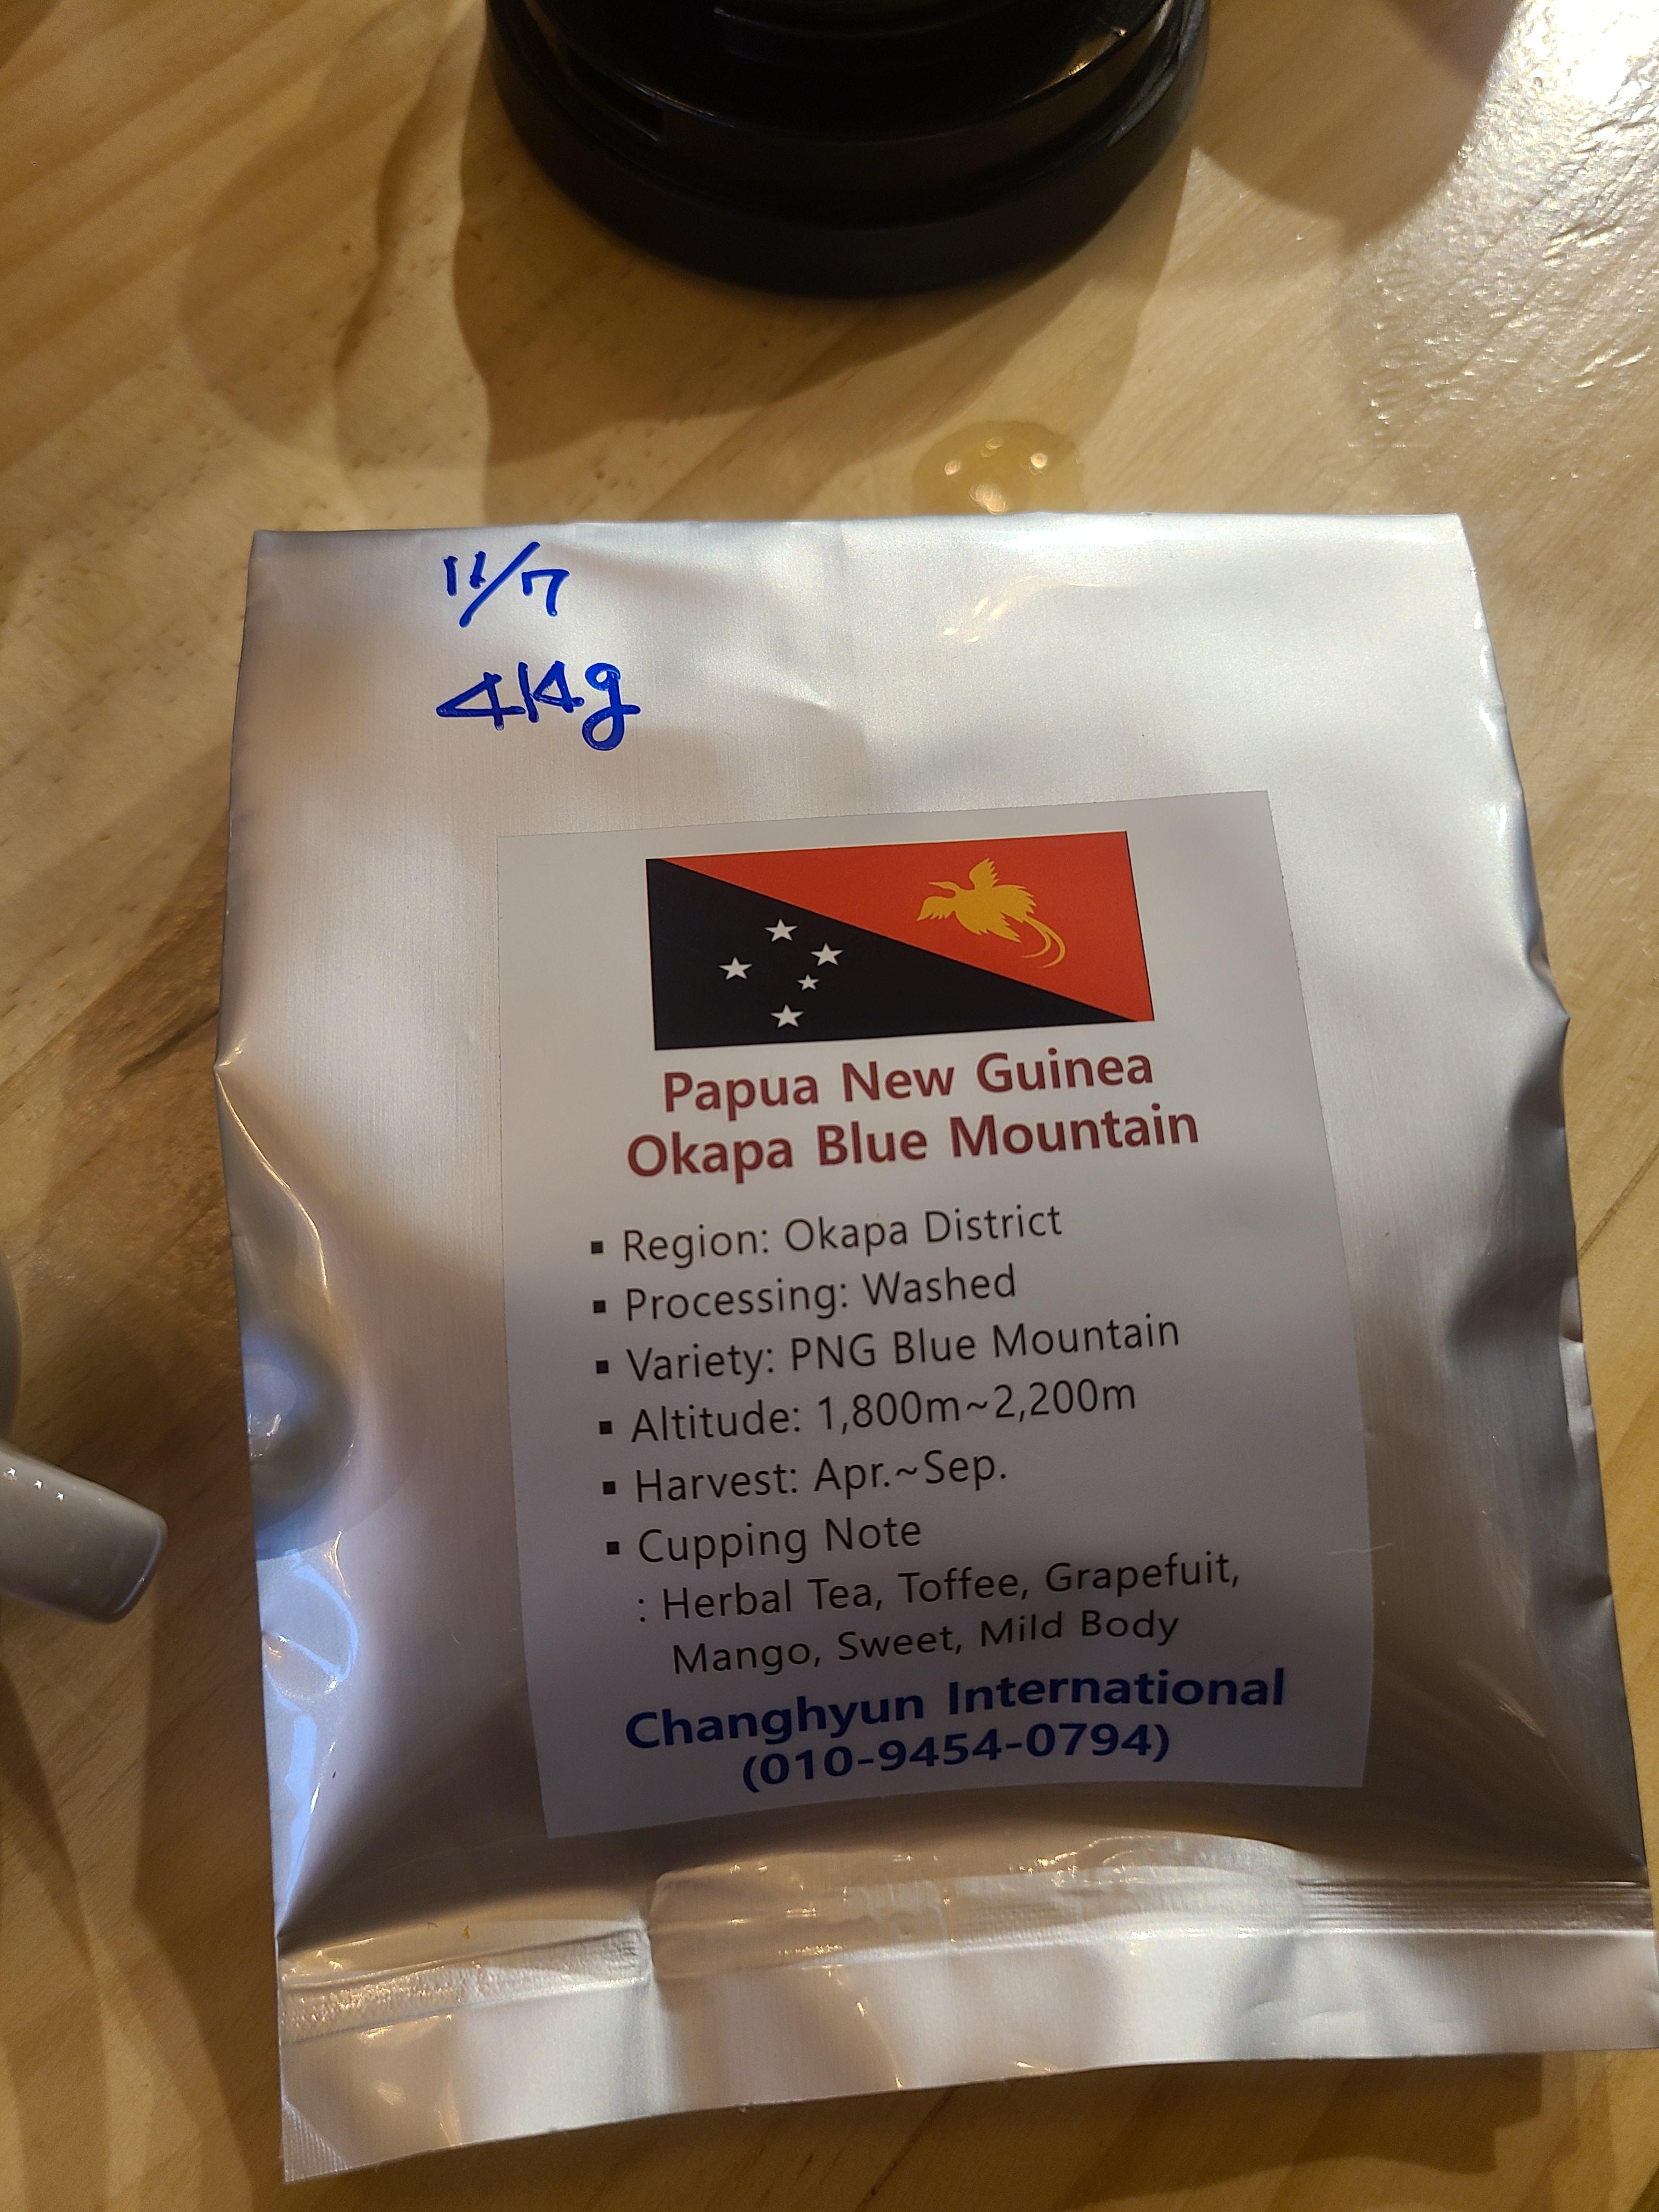 11/7
414g
Papua New Guinea
Okapa Blue Mountain
▪ Region: Okapa District
▪ Processing: Washed
▪ Variety: PNG Blue Mountain
▪ Altitude: 1,800m~2,200m
▪ Harvest: Apr.~Sep.
▪ Cupping Note
: Herbal Tea, Toffee, Grapefuit,
Mango, Sweet, Mild Body
Changhyun International
(010-9454-0794)